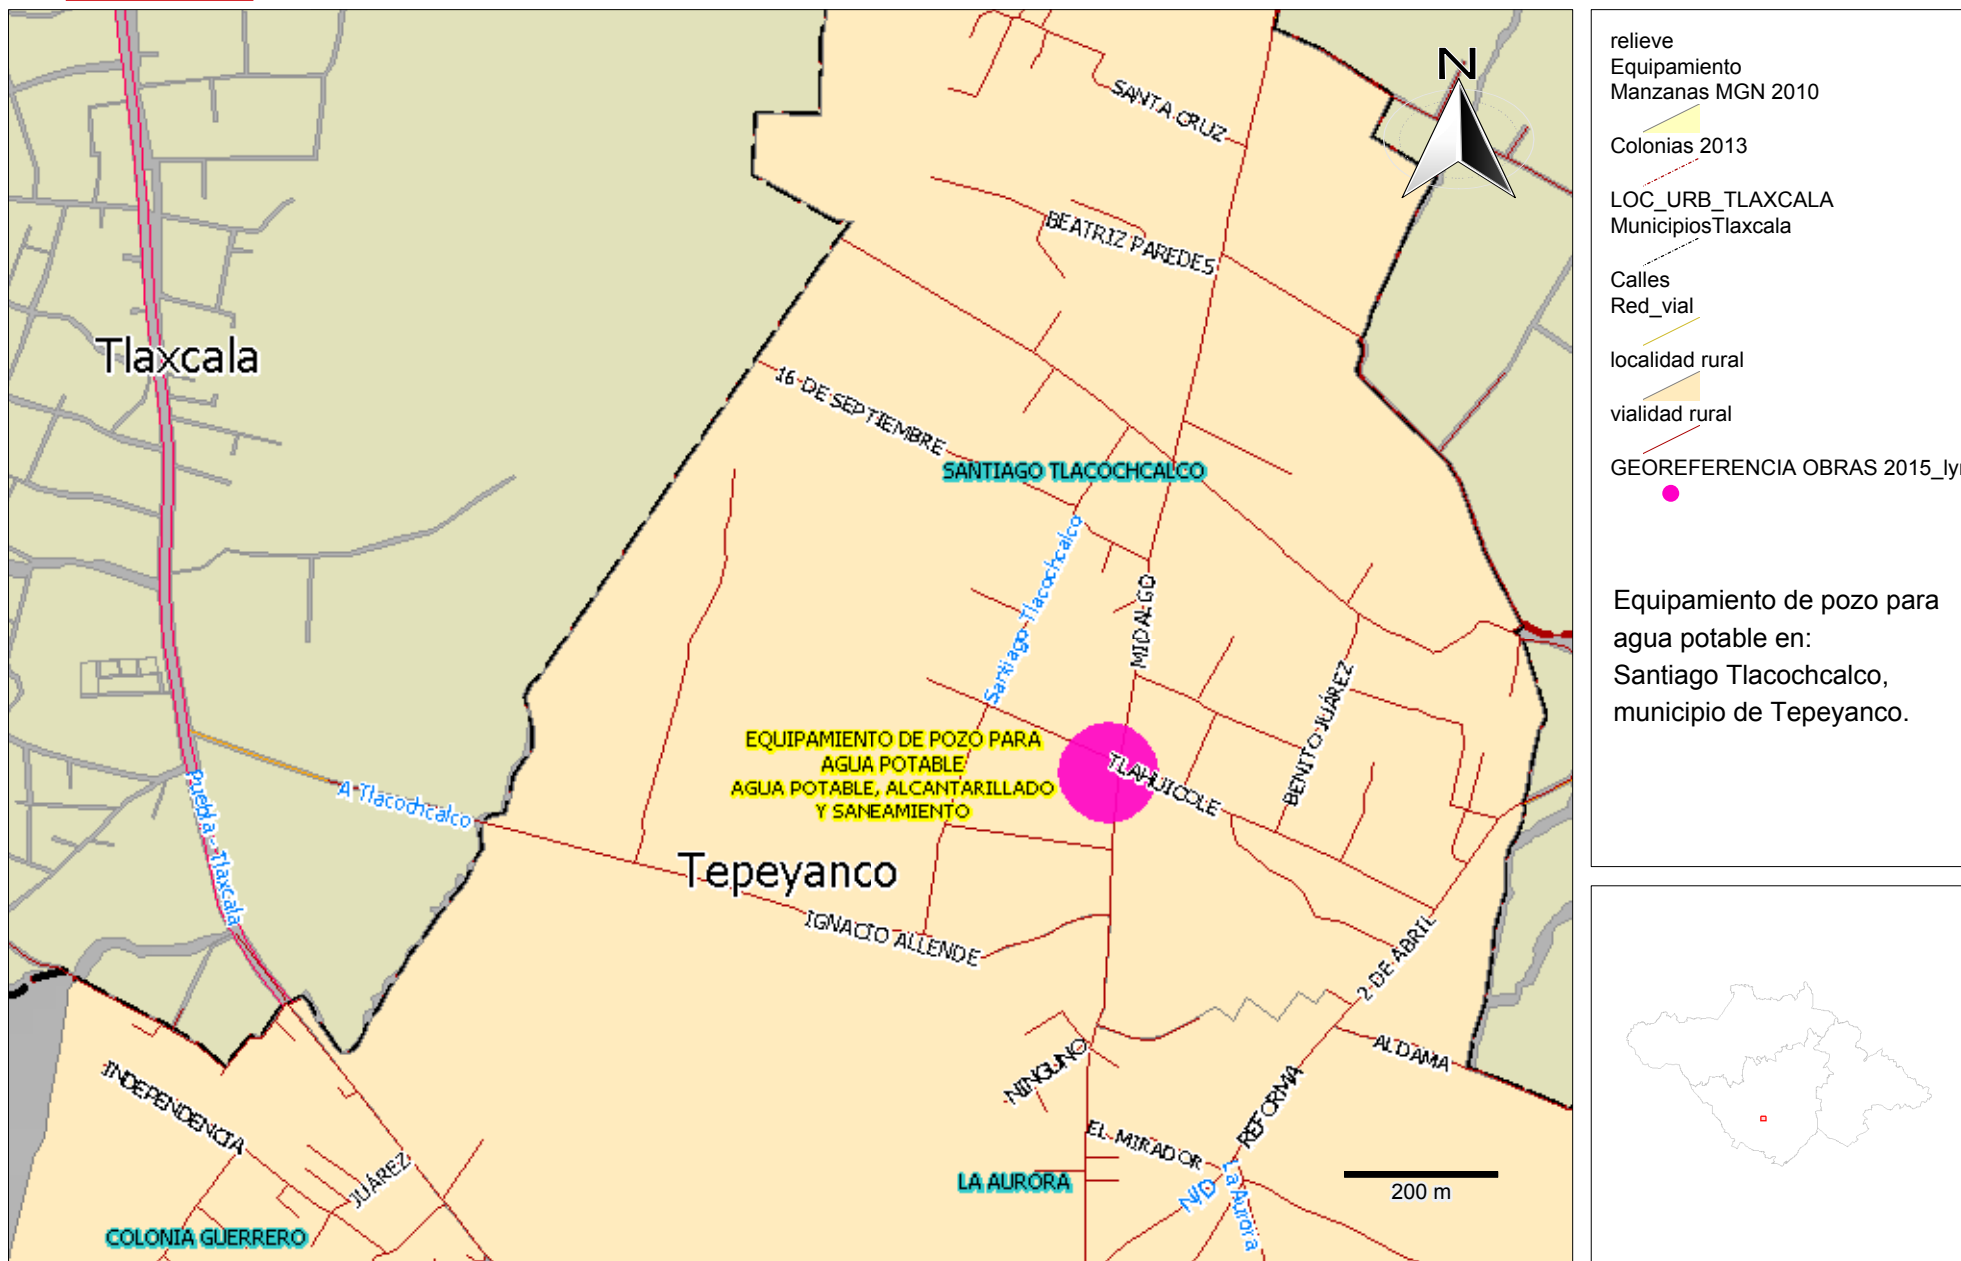 N
SANTA CRUZ
BEATRIZ PAREDES
Tlaxcala
16 DE SEPTIEMBRE
SANTIAGO TLACOCHCALCO
Santiago Tlacochcalco
MIDALGO
BENITO JUÁREZ
EQUIPAMIENTO DE POZO PARA
AGUA POTABLE
AGUA POTABLE, ALCANTARILLADO
Y SANEAMIENTO
TLAHUICOLE
A Tlacochcalco
Puebla - Tlaxcala
Tepeyanco
IGNACIO ALLENDE
2 DE ABRIL
NINGUNO
ALDAMA
REFORMA
INDEPENDENCIA
JUÁREZ
EL MIRADOR
LA AURORA
N/D
La Aurora
200 m
COLONIA GUERRERO
relieve
Equipamiento
Manzanas MGN 2010
Colonias 2013
LOC_URB_TLAXCALA
MunicipiosTlaxcala
Calles
Red_vial
localidad rural
vialidad rural
GEOREFERENCIA OBRAS 2015_ly
Equipamiento de pozo para
agua potable en:
Santiago Tlacochcalco,
municipio de Tepeyanco.